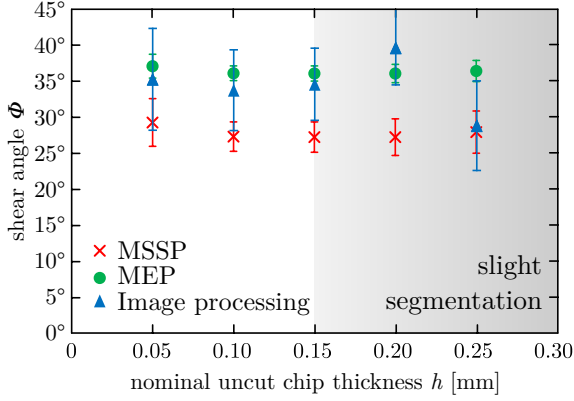 45°
40°
35°
30°
25°
20°
15°
10°
5°
0°
shear angle Φ
MSSP
MEP
Image processing
slight
segmentation
0 0.05 0.10 0.15 0.20 0.25 0.30
nominal uncut chip thickness h [mm]